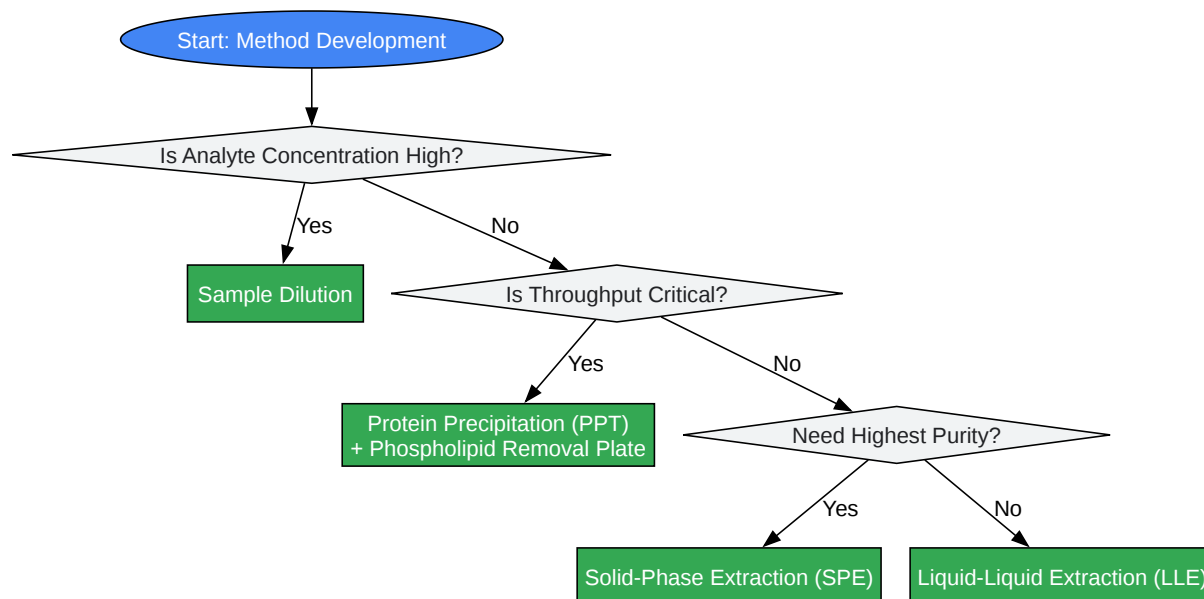 Start: Method Development
Is Analyte Concentration High?
Yes
No
Sample Dilution
Is Throughput Critical?
Yes
No
Protein Precipitation (PPT)
+ Phospholipid Removal Plate
Need Highest Purity?
Yes
No
Solid-Phase Extraction (SPE)
Liquid-Liquid Extraction (LLE)